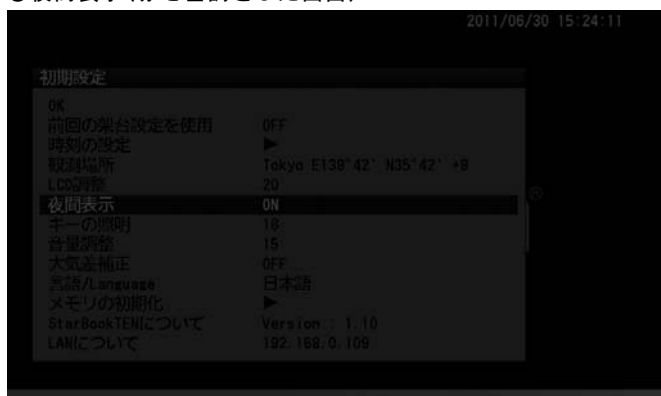 2011/06/30 15:24:11
初期設定
OK
前回の架台設定を使用 OFF
時刻の設定 ▶
観測場所 Tokyo E139°42' N35°42' +9
LCD調整 20
夜間表示 ON
キーの照明 18
音量調整 15
大気差補正 OFF
言語/Language 日本語
メモリの初期化 ▶
StarBookTENについて Version : 1.10
LANについて 192.168.0.109
®